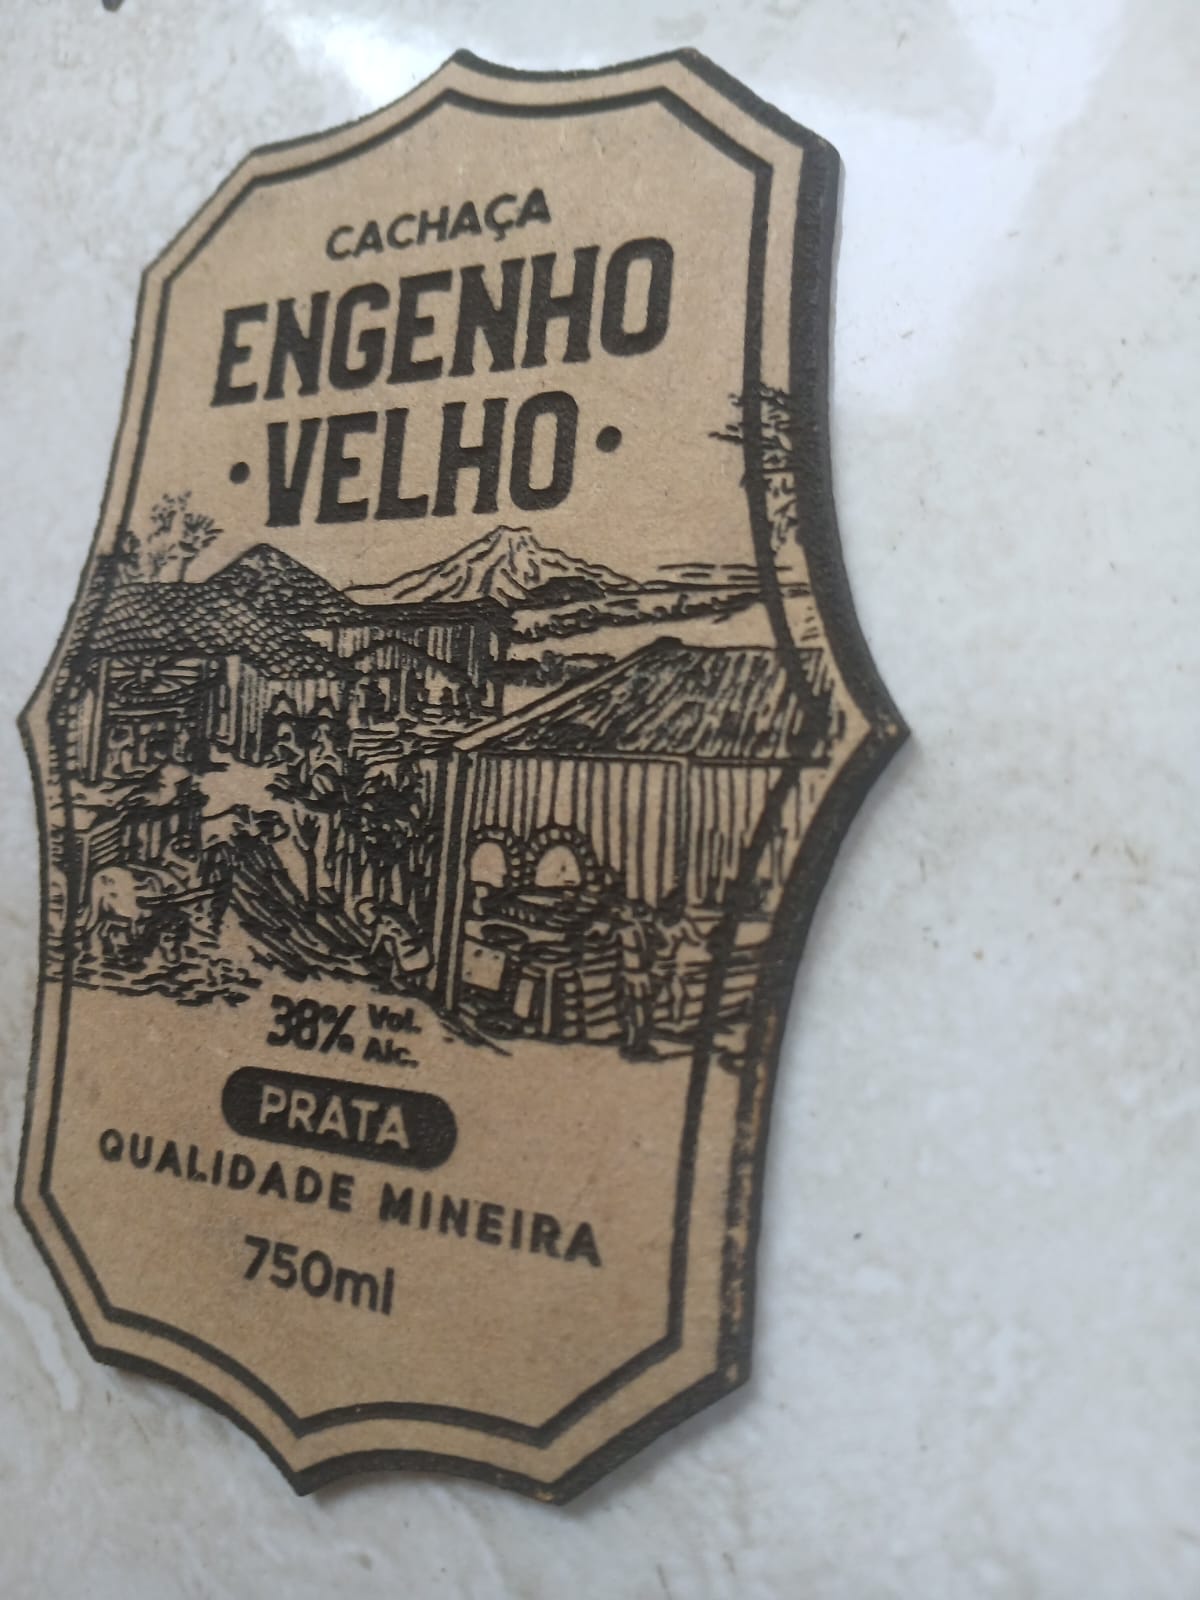 CACHAÇA
ENGENHO
• VELHO •
38% Vol.
Alc.
PRATA
QUALIDADE MINEIRA
750ml